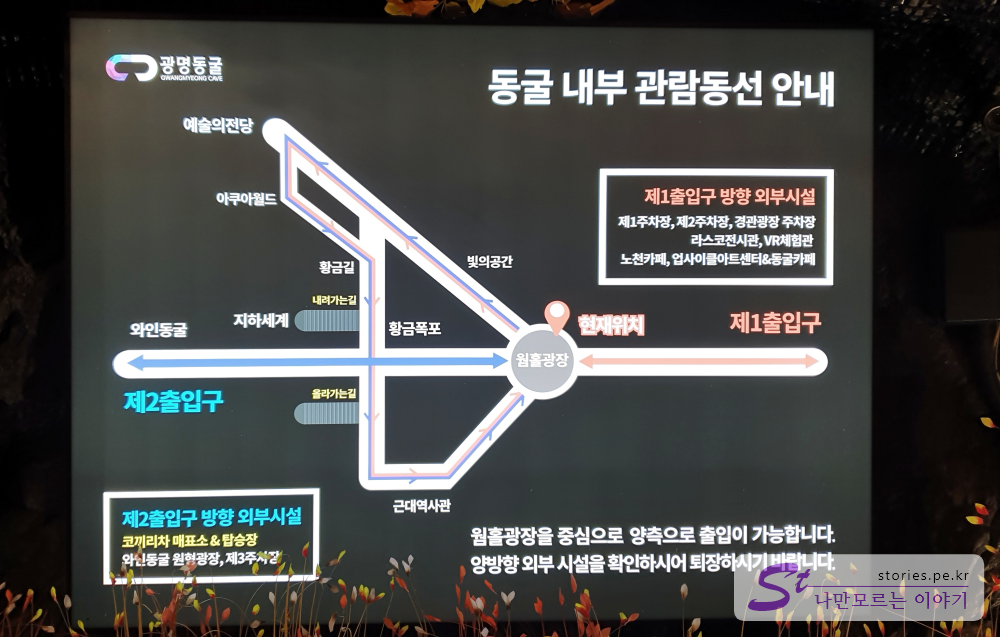 광명동굴
GWANGMYEONG CAVE
동굴 내부 관람동선 안내
예술의전당
아쿠아월드
황금길
빛의공간
내려가는길
지하세계
와인동굴
황금폭포
제2출입구
올라가는길
근대역사관
웜홀광장
현재위치
제1출입구
제1출입구 방향 외부시설
제1주차장, 제2주차장, 경관광장 주차장
라스코전시관, VR체험관
노천카페, 업사이클아트센터&동굴카페
제2출입구 방향 외부시설
코끼리차 매표소 & 탑승장
와인동굴 원형광장, 제3주차장
웜홀광장을 중심으로 양측으로 출입이 가능합니다.
양방향 외부 시설을 확인하시어 퇴장하시기 바랍니다.
St
stories.pe.kr
나만모르는 이야기